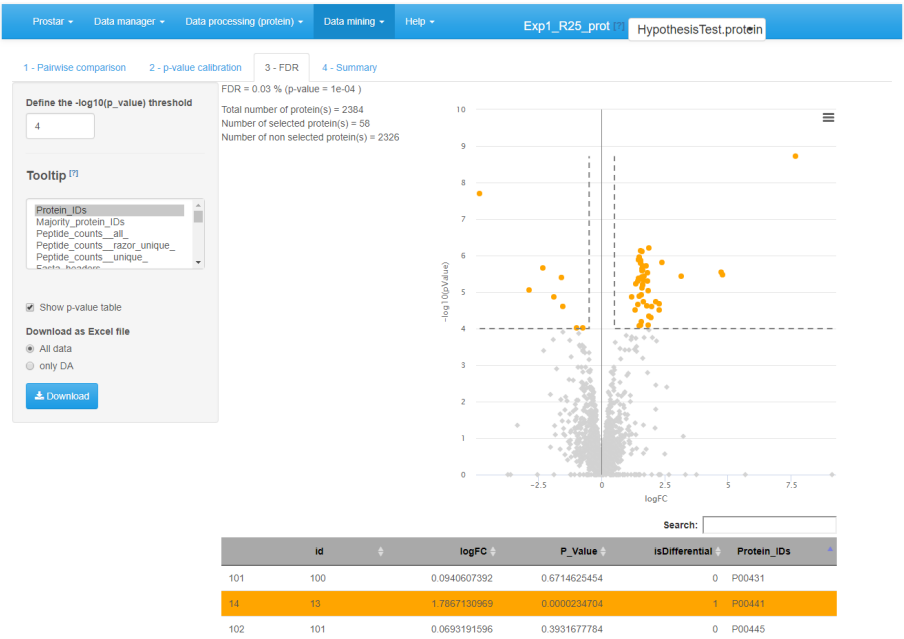 Prostar Data manager Data processing (protein) Data mining Help Exp1_R25_prot [?] HypothesisTest.protein
1 - Pairwise comparison 2 - p-value calibration 3 - FDR 4 - Summary
Define the -log10(p_value) threshold
4
Tooltip [?]
Protein_IDs
Majority_protein_IDs
Peptide_counts__all_
Peptide_counts__razor_unique_
Peptide_counts__unique_
Fasta_headers
Show p-value table
Download as Excel file
All data
only DA
Download
FDR = 0.03 % (p-value = 1e-04 )
Total number of protein(s) = 2384
Number of selected protein(s) = 58
Number of non selected protein(s) = 2326
-log10(pValue)
10
9
8
7
6
5
4
3
2
1
0
-2.5 0 2.5 5 7.5
logFC
Search:
id logFC P_Value isDifferential Protein_IDs
101 100 0.0940607392 0.6714625454 0 P00431
14 13 1.7867130969 0.0000234704 1 P00441
102 101 0.0693191596 0.3931677784 0 P00445